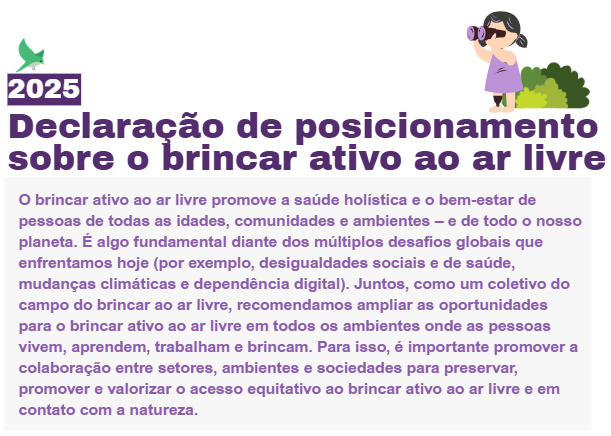 2025
Declaração de posicionamento
sobre o brincar ativo ao ar livre
O brincar ativo ao ar livre promove a saúde holística e o bem-estar de
pessoas de todas as idades, comunidades e ambientes – e de todo o nosso
planeta. É algo fundamental diante dos múltiplos desafios globais que
enfrentamos hoje (por exemplo, desigualdades sociais e de saúde,
mudanças climáticas e dependência digital). Juntos, como um coletivo do
campo do brincar ao ar livre, recomendamos ampliar as oportunidades
para o brincar ativo ao ar livre em todos os ambientes onde as pessoas
vivem, aprendem, trabalham e brincam. Para isso, é importante promover a
colaboração entre setores, ambientes e sociedades para preservar,
promover e valorizar o acesso equitativo ao brincar ativo ao ar livre e em
contato com a natureza.